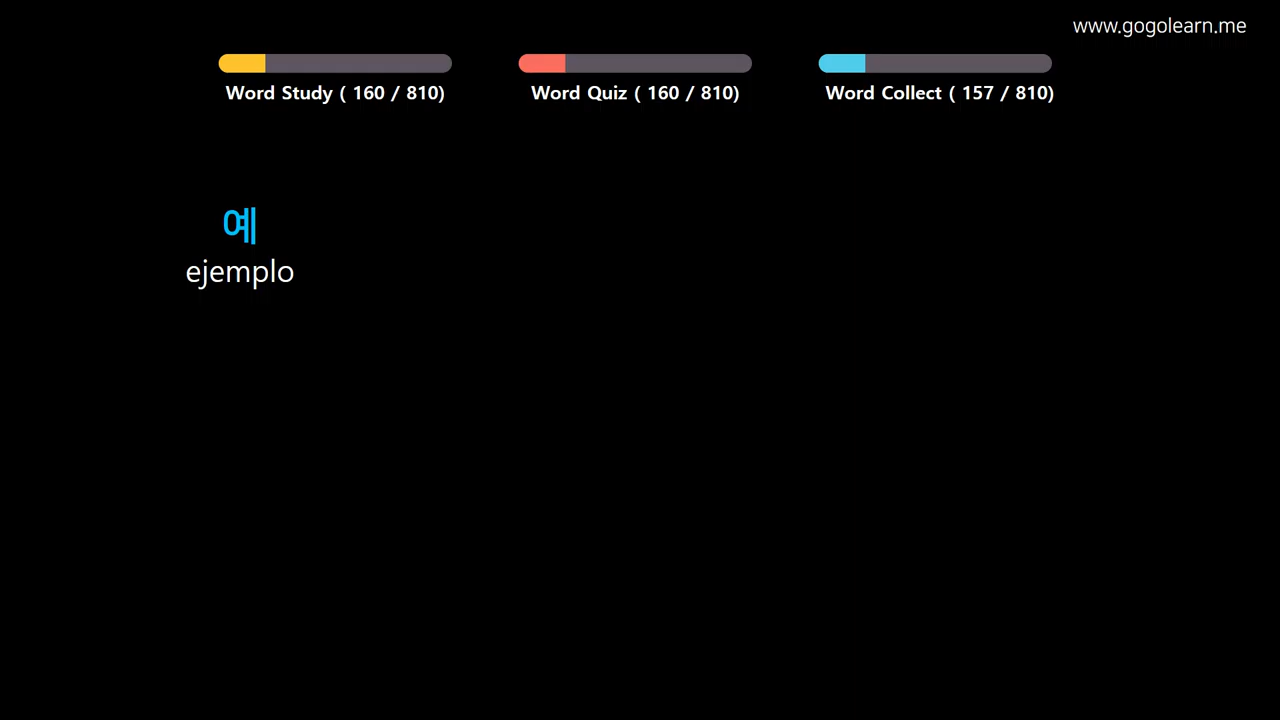 www.gogolearn.me
Word Study ( 160 / 810)
Word Quiz ( 160 / 810)
Word Collect ( 157 / 810)
예
ejemplo